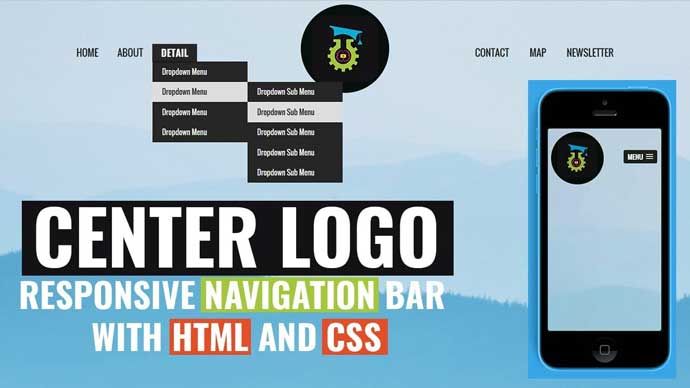 HOME ABOUT DETAIL CONTACT MAP NEWSLETTER
Dropdown Menu
Dropdown Menu Dropdown Sub Menu
Dropdown Menu Dropdown Sub Menu
Dropdown Menu Dropdown Sub Menu
Dropdown Sub Menu
Dropdown Sub Menu
MENU
CENTER LOGO
RESPONSIVE NAVIGATION BAR
WITH HTML AND CSS